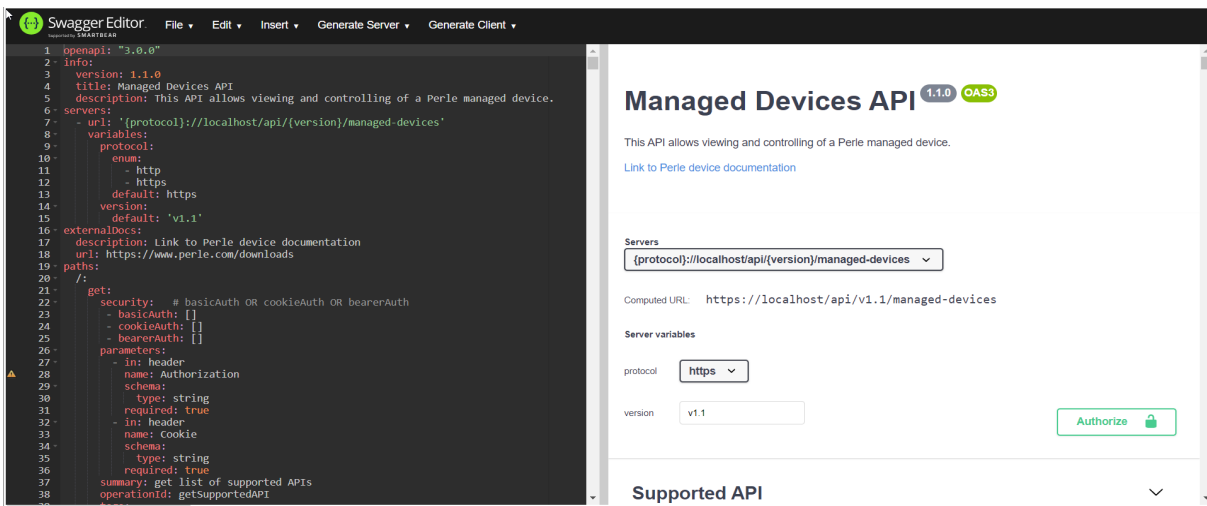 Swagger Editor.
Supported by SMARTBEAR
File
Edit
Insert
Generate Server
Generate Client
1 openapi: "3.0.0"
2 info:
3 version: 1.1.0
4 title: Managed Devices API
5 description: This API allows viewing and controlling of a Perle managed device.
6 servers:
7 - url: '{protocol}://localhost/api/{version}/managed-devices'
8 variables:
9 protocol:
10 enum:
11 - http
12 - https
13 default: https
14 version:
15 default: 'v1.1'
16 externalDocs:
17 description: Link to Perle device documentation
18 url: https://www.perle.com/downloads
19 paths:
20 /:
21 get:
22 security: # basicAuth OR cookieAuth OR bearerAuth
23 - basicAuth: []
24 - cookieAuth: []
25 - bearerAuth: []
26 parameters:
27 - in: header
28 name: Authorization
29 schema:
30 type: string
31 required: true
32 - in: header
33 name: Cookie
34 schema:
35 type: string
36 required: true
37 summary: get list of supported APIs
38 operationId: getSupportedAPI
Managed Devices API 1.1.0 OAS3
This API allows viewing and controlling of a Perle managed device.
Link to Perle device documentation
Servers
{protocol}://localhost/api/{version}/managed-devices
Computed URL: https://localhost/api/v1.1/managed-devices
Server variables
protocol https
version v1.1
Authorize
Supported API